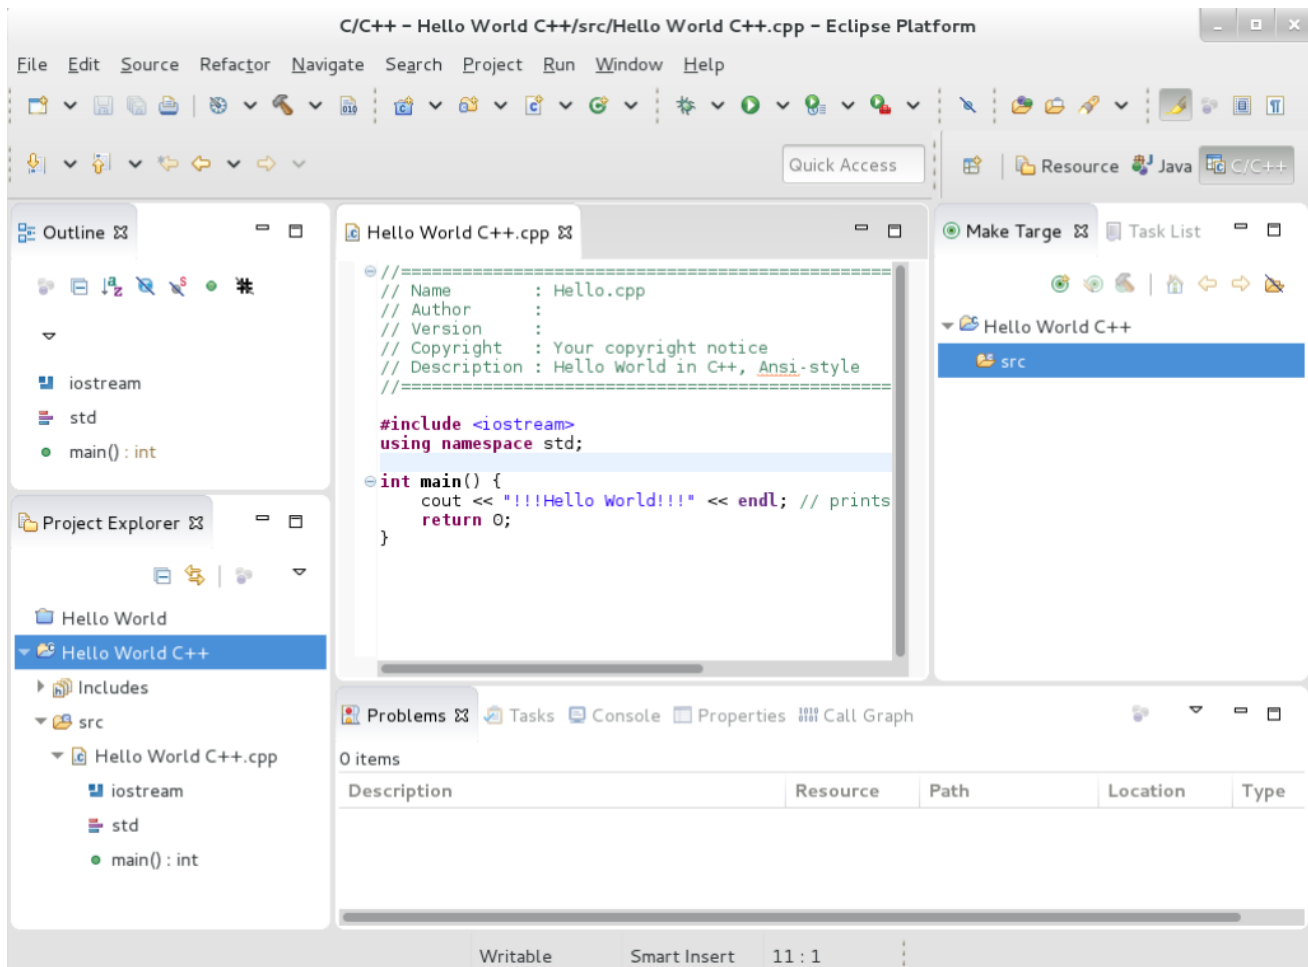 C/C++ – Hello World C++/src/Hello World C++.cpp – Eclipse Platform
File Edit Source Refactor Navigate Search Project Run Window Help
Quick Access
Resource Java C/C++
Outline
iostream
std
main() : int
Project Explorer
Hello World
Hello World C++
Includes
src
Hello World C++.cpp
iostream
std
main() : int
Hello World C++.cpp
//================================================
// Name        : Hello.cpp
// Author      :
// Version     :
// Copyright   : Your copyright notice
// Description : Hello World in C++, Ansi-style
//================================================
#include <iostream>
using namespace std;
int main() {
    cout << "!!!Hello World!!!" << endl; // prints
    return 0;
}
Make Targe Task List
Hello World C++
src
Problems Tasks Console Properties Call Graph
0 items
Description Resource Path Location Type
Writable Smart Insert 11 : 1